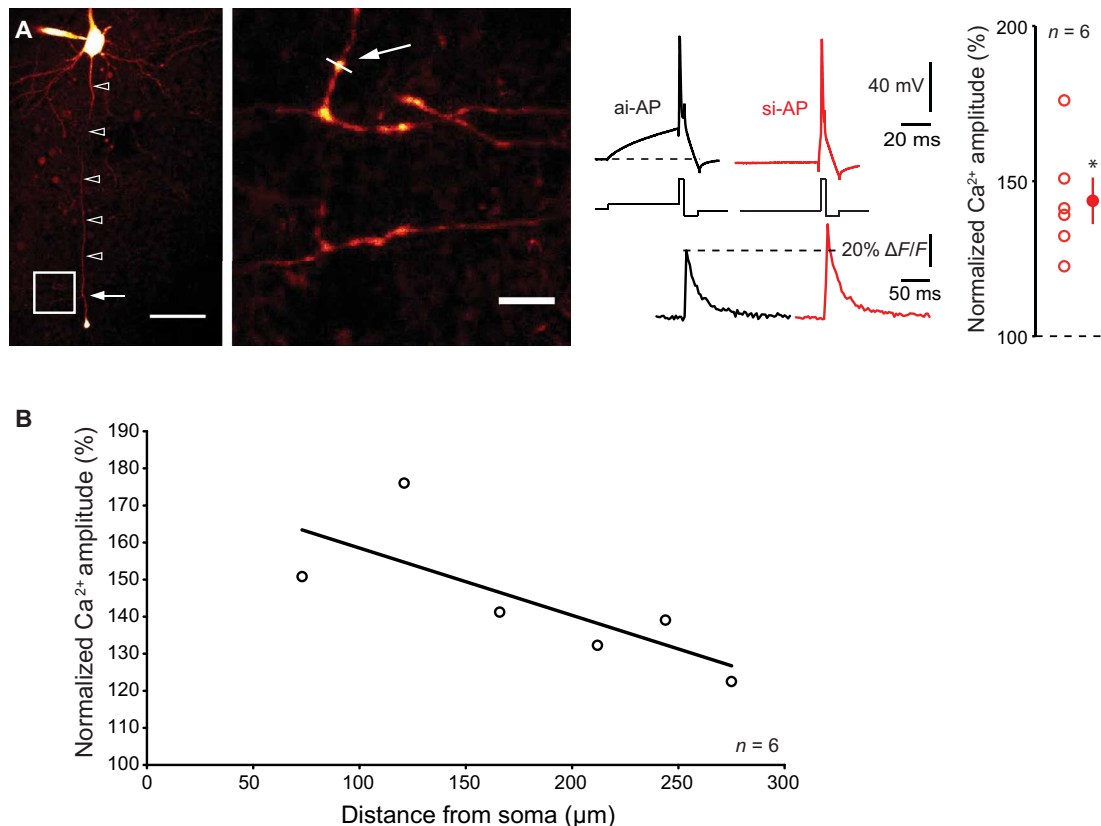 A
ai-AP
si-AP
40 mV
20 ms
20% ΔF/F
50 ms
Normalized Ca²⁺ amplitude (%)
200
150
100
n = 6
*
B
Normalized Ca²⁺ amplitude (%)
190
180
170
160
150
140
130
120
110
100
0 50 100 150 200 250 300
n = 6
Distance from soma (µm)